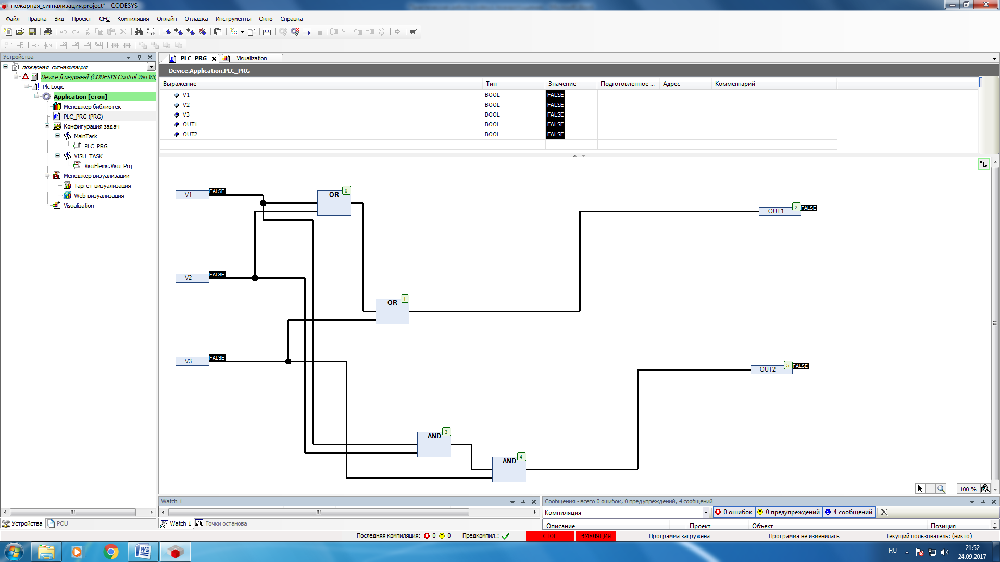 пожарная_сигнализация.project* - CODESYS
Файл Правка Вид Проект CFC Компиляция Онлайн Отладка Инструменты Окно Справка
Устройства
пожарная_сигнализация
Device [соединен] (CODESYS Control Win V3)
Plc Logic
Application [стоп]
Менеджер библиотек
PLC_PRG (PRG)
Конфигурация задач
MainTask
PLC_PRG
VISU_TASK
VisuElems.Visu_Prg
Менеджер визуализации
Таргет-визуализация
Web-визуализация
Visualization
Устройства POU
PLC_PRG Visualization
Device.Application.PLC_PRG
Выражение Тип Значение Подготовленное ... Адрес Комментарий
V1 BOOL FALSE
V2 BOOL FALSE
V3 BOOL FALSE
OUT1 BOOL FALSE
OUT2 BOOL FALSE
V1 FALSE OR 0
OUT1 2 FALSE
V2 FALSE
OR 1
V3 FALSE
OUT2 5 FALSE
AND 3
AND 4
100 %
Watch 1
Watch 1 Точки останова
Сообщения - всего 0 ошибок, 0 предупреждений, 4 сообщений
Компиляция 0 ошибок 0 предупреждений 4 сообщений
Описание Проект Объект Позиция
Последняя компиляция: 0 0 Предкомпил.: СТОП ЭМУЛЯЦИЯ Программа загружена Программа не изменилась Текущий пользователь: (никто)
RU 21:52
24.09.2017